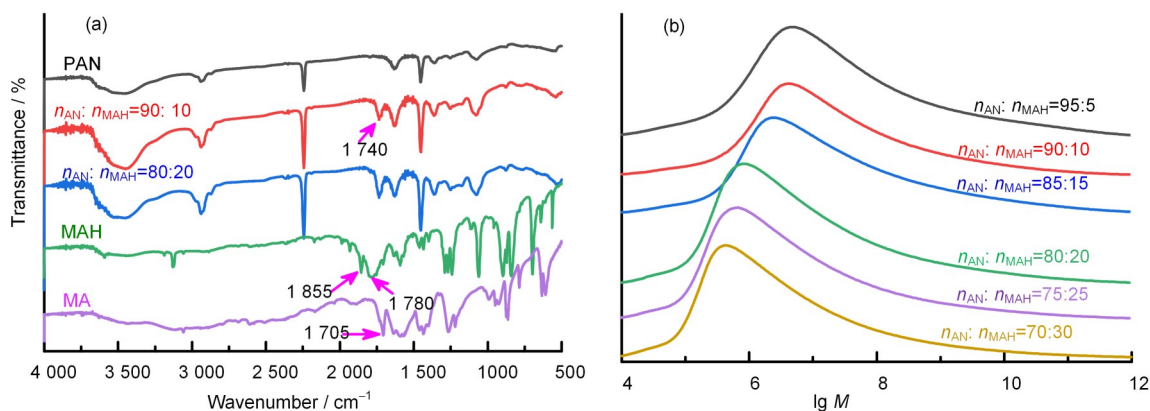 (a)
PAN
nAN: nMAH=90: 10
1 740
nAN: nMAH=80:20
MAH
1 855
1 780
MA
1 705
Transmittance / %
4 000 3 500 3 000 2 500 2 000 1 500 1000 500
Wavenumber / cm−1
(b)
nAN: nMAH=95:5
nAN: nMAH=90:10
nAN: nMAH=85:15
nAN: nMAH=80:20
nAN: nMAH=75:25
nAN: nMAH=70:30
4 6 8 10 12
lg M